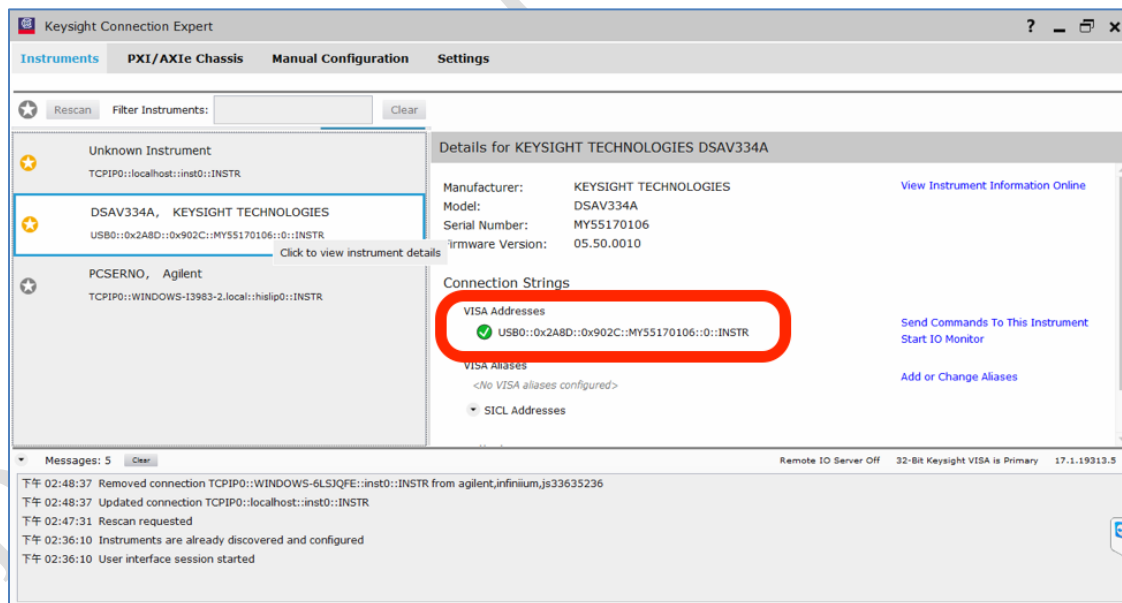 Keysight Connection Expert
?
Instruments PXI/AXIe Chassis Manual Configuration Settings
Rescan Filter Instruments: Clear
Unknown Instrument
TCPIP0::localhost::inst0::INSTR
DSAV334A, KEYSIGHT TECHNOLOGIES
USB0::0x2A8D::0x902C::MY55170106::0::INSTR
Click to view instrument details
PCSERNO, Agilent
TCPIP0::WINDOWS-I3983-2.local::hislip0::INSTR
Details for KEYSIGHT TECHNOLOGIES DSAV334A
Manufacturer: KEYSIGHT TECHNOLOGIES
View Instrument Information Online
Model: DSAV334A
Serial Number: MY55170106
Firmware Version: 05.50.0010
Connection Strings
VISA Addresses
USB0::0x2A8D::0x902C::MY55170106::0::INSTR
Send Commands To This Instrument
Start IO Monitor
VISA Aliases
<No VISA aliases configured>
Add or Change Aliases
SICL Addresses
Messages: 5 Clear
Remote IO Server Off 32-Bit Keysight VISA is Primary 17.1.19313.5
下午 02:48:37 Removed connection TCPIP0::WINDOWS-6LSJQFE::inst0::INSTR from agilent,infiniium,js33635236
下午 02:48:37 Updated connection TCPIP0::localhost::inst0::INSTR
下午 02:47:31 Rescan requested
下午 02:36:10 Instruments are already discovered and configured
下午 02:36:10 User interface session started